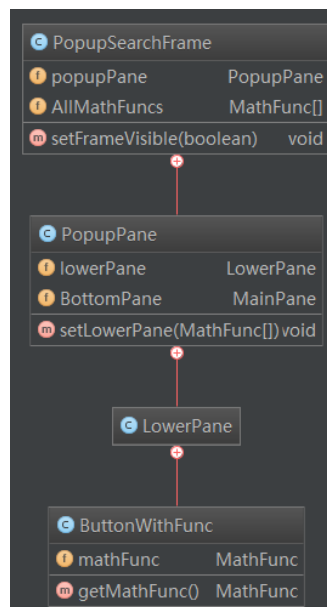 PopupSearchFrame
popupPane PopupPane
AllMathFuncs MathFunc[]
setFrameVisible(boolean) void
PopupPane
lowerPane LowerPane
BottomPane MainPane
setLowerPane(MathFunc[]) void
LowerPane
ButtonWithFunc
mathFunc MathFunc
getMathFunc() MathFunc